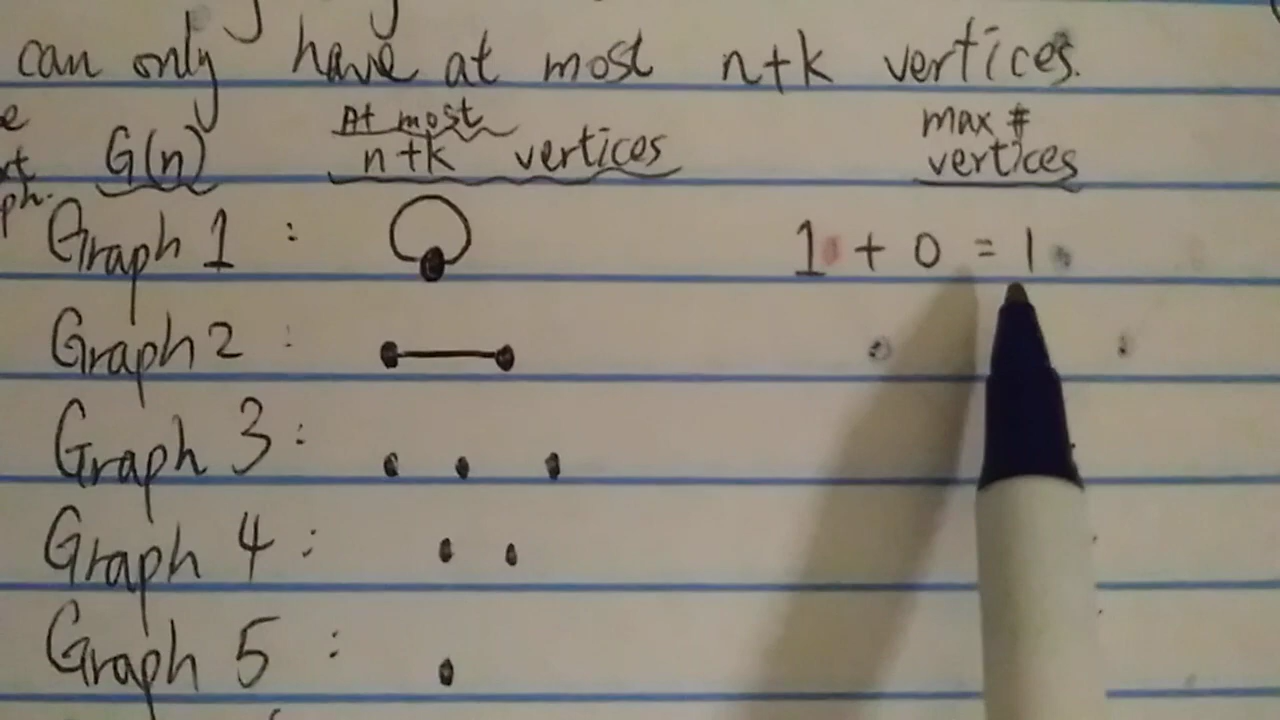 can only have at most n+k vertices.
At most max #
G(n) n+k vertices vertices
Graph 1 : 1 + 0 = 1
Graph 2 :
Graph 3 :
Graph 4 :
Graph 5 :